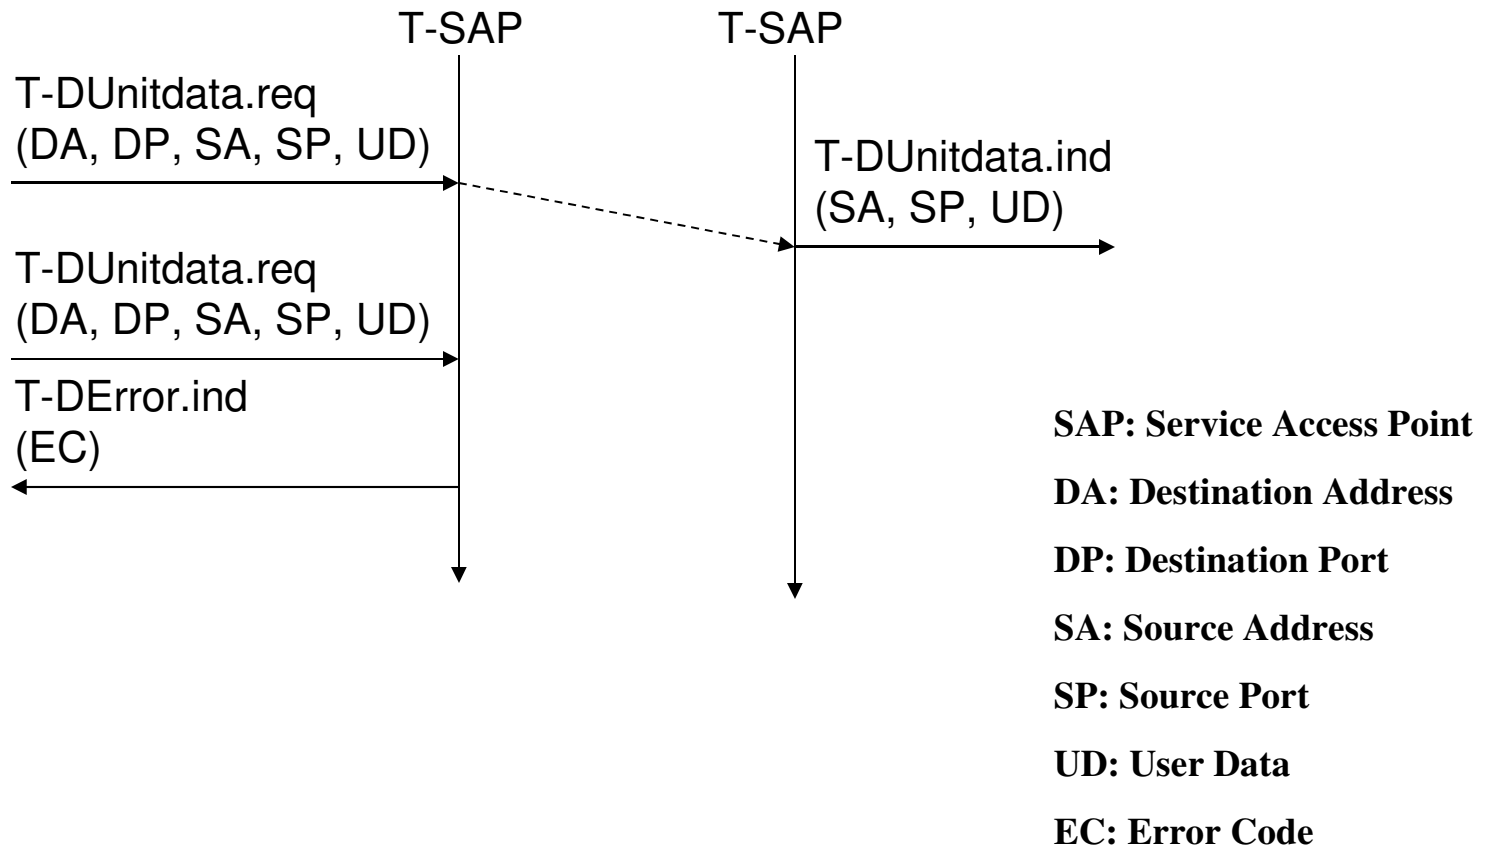 T-SAP
T-SAP
T-DUnitdata.req
(DA, DP, SA, SP, UD)
T-DUnitdata.ind
(SA, SP, UD)
T-DUnitdata.req
(DA, DP, SA, SP, UD)
T-DError.ind
(EC)
SAP: Service Access Point
DA: Destination Address
DP: Destination Port
SA: Source Address
SP: Source Port
UD: User Data
EC: Error Code